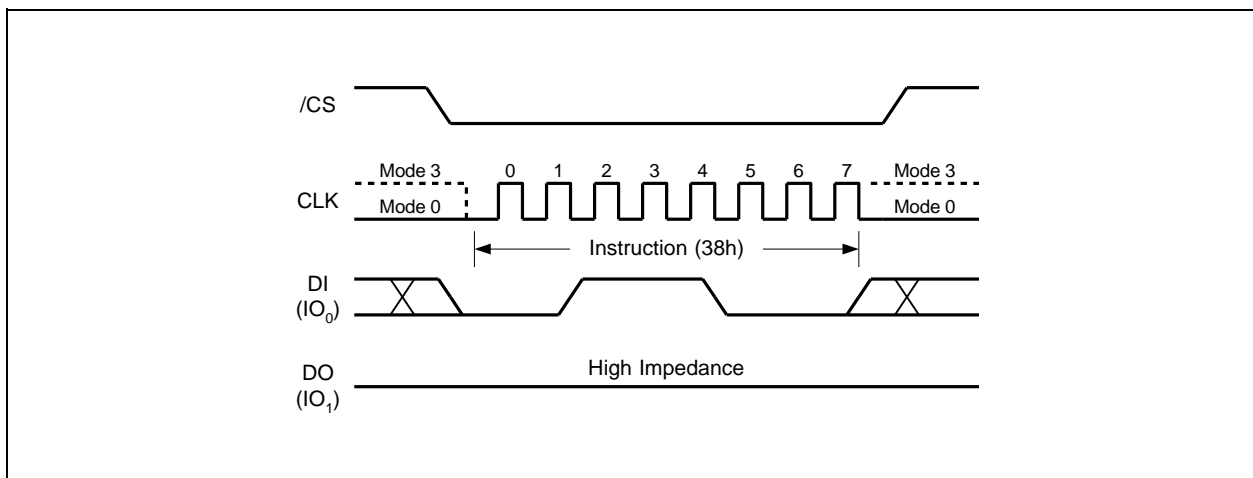 /CS
Mode 3 0 1 2 3 4 5 6 7 Mode 3
CLK
Mode 0 Mode 0
Instruction (38h)
DI
(IO0)
High Impedance
DO
(IO1)